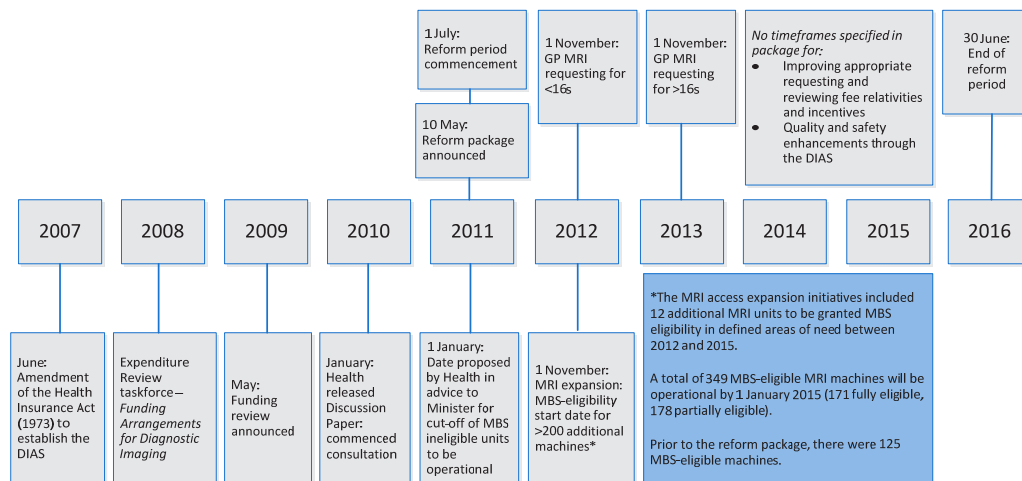 1 July:
Reform period
commencement
10 May:
Reform package
announced
1 November:
GP MRI
requesting for
<16s
1 November:
GP MRI
requesting
for >16s
No timeframes specified in
package for:
● Improving appropriate
requesting and
reviewing fee relativities
and incentives
● Quality and safety
enhancements through
the DIAS
30 June:
End of
reform
period
2007
2008
2009
2010
2011
2012
2013
2014
2015
2016
June:
Amendment
of the Health
Insurance Act
(1973) to
establish the
DIAS
Expenditure
Review
taskforce–
Funding
Arrangements
for Diagnostic
Imaging
May:
Funding
review
announced
January:
Health
released
Discussion
Paper:
commenced
consultation
1 January:
Date proposed
by Health in
advice to
Minister for
cut-off of MBS
ineligible units
to be
operational
1 November:
MRI expansion:
MBS-eligibility
start date for
>200 additional
machines*
*The MRI access expansion initiatives included
12 additional MRI units to be granted MBS
eligibility in defined areas of need between
2012 and 2015.
A total of 349 MBS-eligible MRI machines will be
operational by 1 January 2015 (171 fully eligible,
178 partially eligible).
Prior to the reform package, there were 125
MBS-eligible machines.